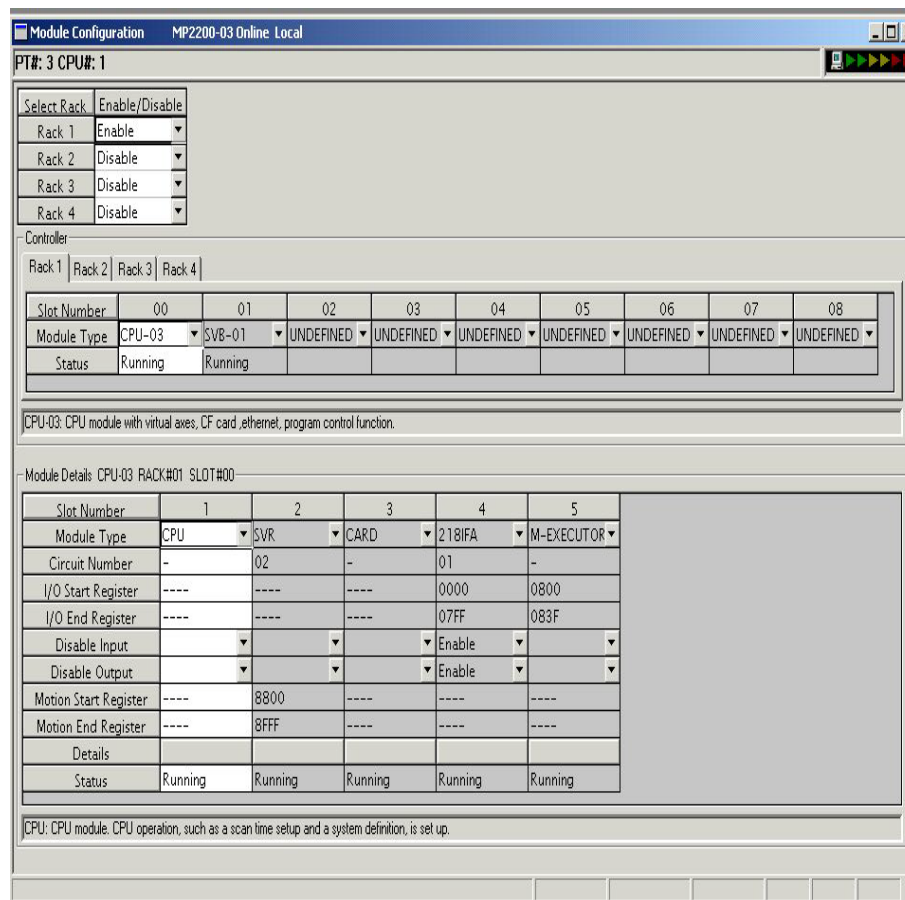 Module Configuration MP2200-03 Online Local
PT#: 3 CPU#: 1
Select Rack Enable/Disable
Rack 1 Enable
Rack 2 Disable
Rack 3 Disable
Rack 4 Disable
Controller
Rack 1 Rack 2 Rack 3 Rack 4
Slot Number 00 01 02 03 04 05 06 07 08
Module Type CPU-03 SVB-01 UNDEFINED UNDEFINED UNDEFINED UNDEFINED UNDEFINED UNDEFINED UNDEFINED
Status Running Running
CPU-03: CPU module with virtual axes, CF card ,ethernet, program control function.
Module Details CPU-03 RACK#01 SLOT#00
Slot Number 1 2 3 4 5
Module Type CPU SVR CARD 218IFA M-EXECUTOR
Circuit Number - 02 - 01 -
I/O Start Register ---- ---- ---- 0000 0800
I/O End Register ---- ---- ---- 07FF 083F
Disable Input Enable
Disable Output Enable
Motion Start Register ---- 8800 ---- ---- ----
Motion End Register ---- 8FFF ---- ---- ----
Details
Status Running Running Running Running Running
CPU: CPU module. CPU operation, such as a scan time setup and a system definition, is set up.